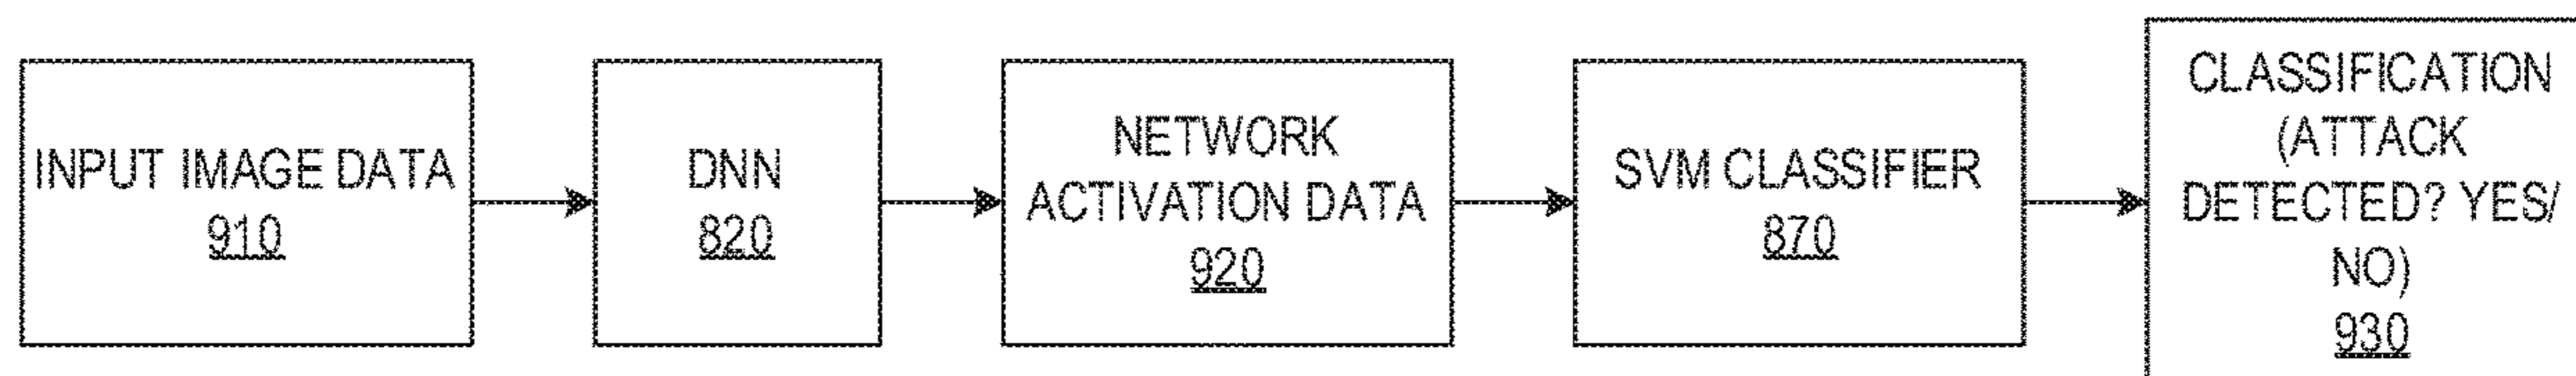 INPUT IMAGE DATA
910
DNN
820
NETWORK
ACTIVATION DATA
920
SVM CLASSIFIER
870
CLASSIFICATION
(ATTACK
DETECTED? YES/
NO)
930